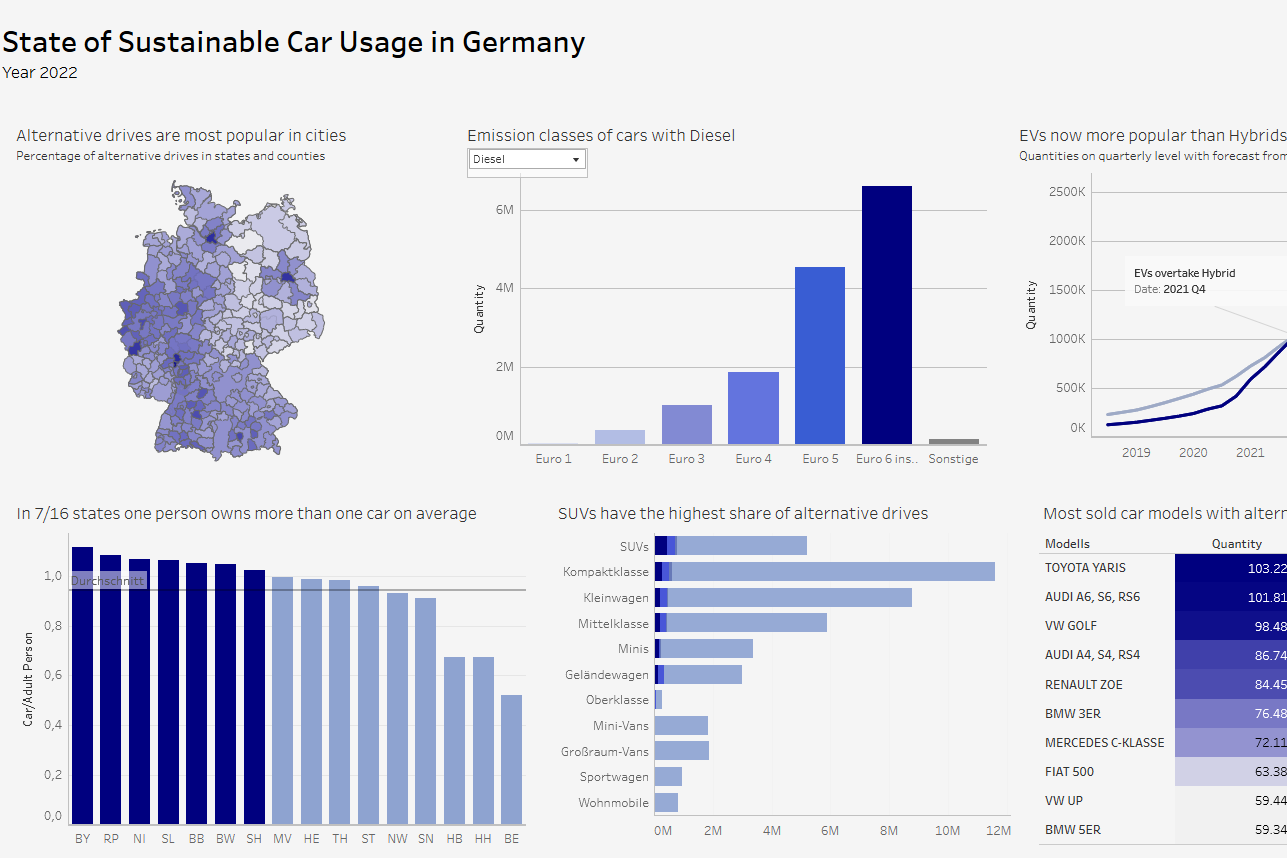 State of Sustainable Car Usage in Germany
Year 2022
Alternative drives are most popular in cities
Percentage of alternative drives in states and counties
Emission classes of cars with Diesel
Diesel
6M
4M
2M
0M
Quantity
Euro 1 Euro 2 Euro 3 Euro 4 Euro 5 Euro 6 ins.. Sonstige
EVs now more popular than Hybrids
Quantities on quarterly level with forecast from
2500K
2000K
1500K
1000K
500K
0K
Quantity
EVs overtake Hybrid
Date: 2021 Q4
2019 2020 2021
In 7/16 states one person owns more than one car on average
1,0
0,8
0,6
0,4
0,2
0,0
Car/Adult Person
Durchschnitt
BY RP NI SL BB BW SH MV HE TH ST NW SN HB HH BE
SUVs have the highest share of alternative drives
SUVs
Kompaktklasse
Kleinwagen
Mittelklasse
Minis
Geländewagen
Oberklasse
Mini-Vans
Großraum-Vans
Sportwagen
Wohnmobile
0M 2M 4M 6M 8M 10M 12M
Most sold car models with altern
Modells Quantity
TOYOTA YARIS 103.22
AUDI A6, S6, RS6 101.81
VW GOLF 98.48
AUDI A4, S4, RS4 86.74
RENAULT ZOE 84.45
BMW 3ER 76.48
MERCEDES C-KLASSE 72.11
FIAT 500 63.38
VW UP 59.44
BMW 5ER 59.34